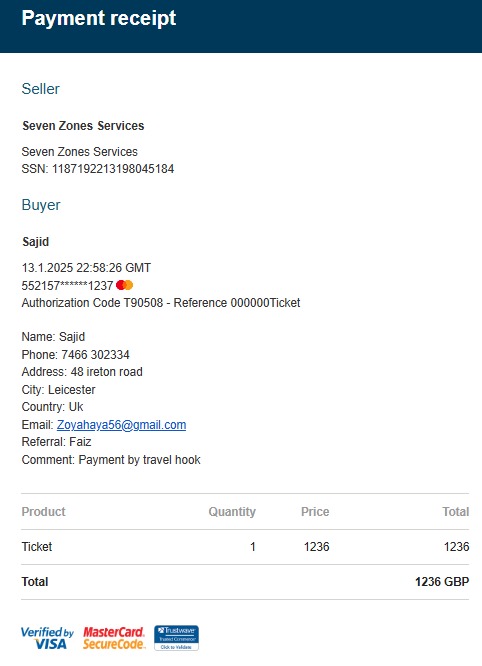 Payment receipt
Seller
Seven Zones Services
Seven Zones Services
SSN: 1187192213198045184
Buyer
Sajid
13.1.2025 22:58:26 GMT
552157******1237
Authorization Code T90508 - Reference 000000Ticket
Name: Sajid
Phone: 7466 302334
Address: 48 ireton road
City: Leicester
Country: Uk
Email: Zoyahaya56@gmail.com
Referral: Faiz
Comment: Payment by travel hook
Product Quantity Price Total
Ticket 1 1236 1236
Total 1236 GBP
Verified by VISA
MasterCard. SecureCode.
Trustwave
Trusted Commerce
Click to Validate